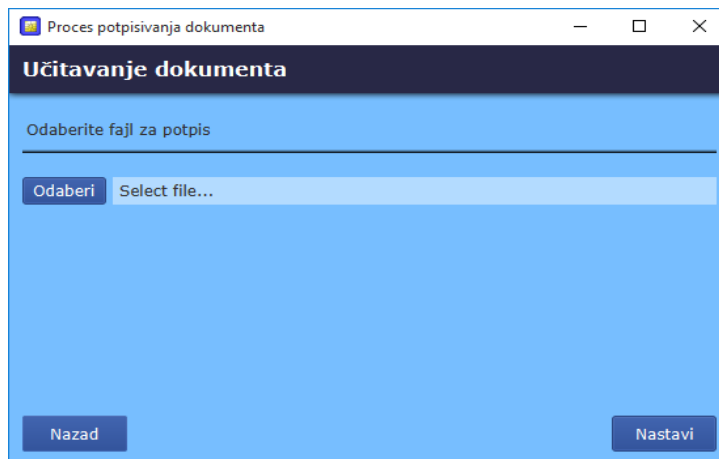 Proces potpisivanja dokumenta
Učitavanje dokumenta
Odaberite fajl za potpis
Odaberi Select file...
Nazad Nastavi